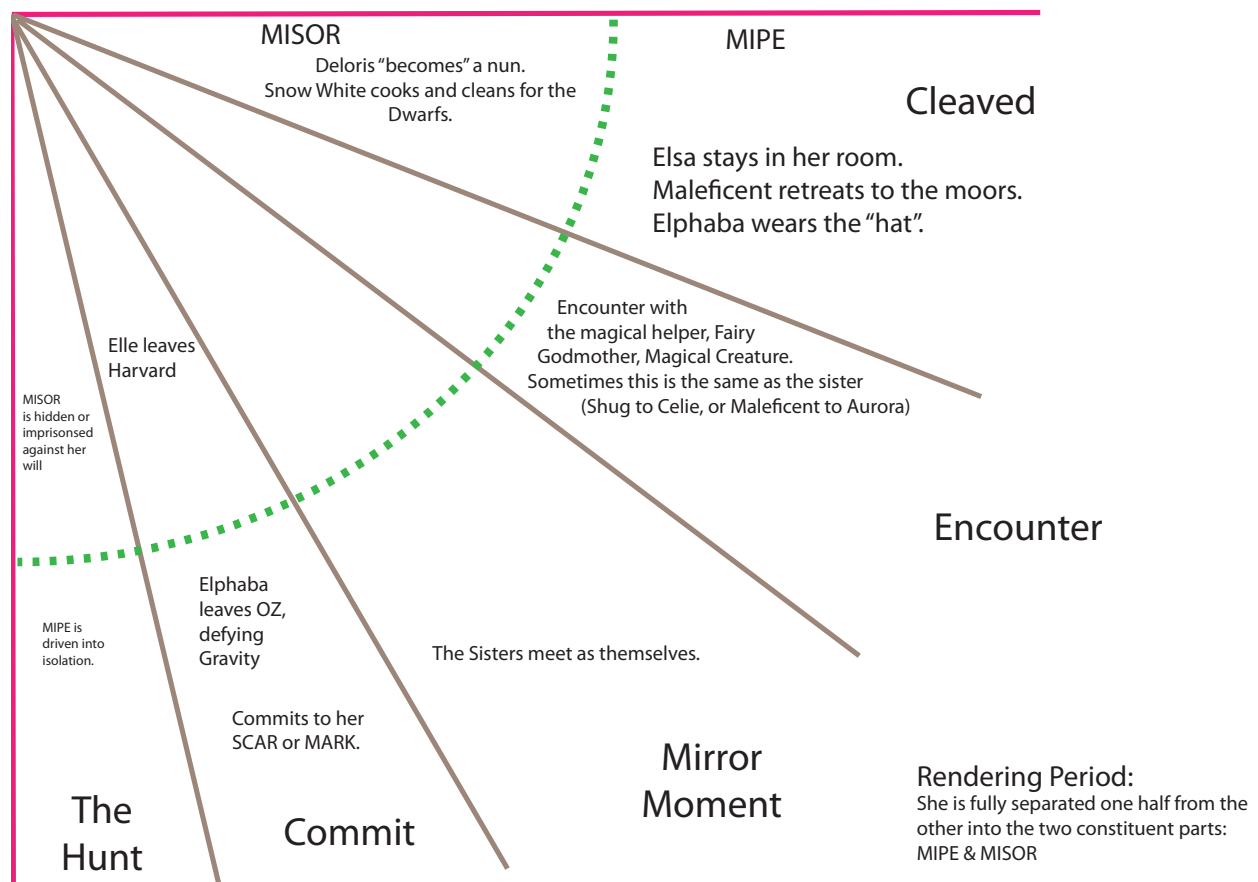 MISOR
MIPE
Deloris “becomes” a nun.
Snow White cooks and cleans for the
Dwarfs.
Cleaved
Elsa stays in her room.
Maleficent retreats to the moors.
Elphaba wears the “hat”.
Encounter with
the magical helper, Fairy
Godmother, Magical Creature.
Sometimes this is the same as the sister
(Shug to Celie, or Maleficent to Aurora)
Encounter
Elle leaves
Harvard
MISOR
is hidden or
imprisonsed
against her
will
MIPE is
driven into
isolation.
Elphaba
leaves OZ,
defying
Gravity
Commits to her
SCAR or MARK.
The Sisters meet as themselves.
Mirror
Moment
Commit
The
Hunt
Rendering Period:
She is fully separated one half from the
other into the two constituent parts:
MIPE & MISOR